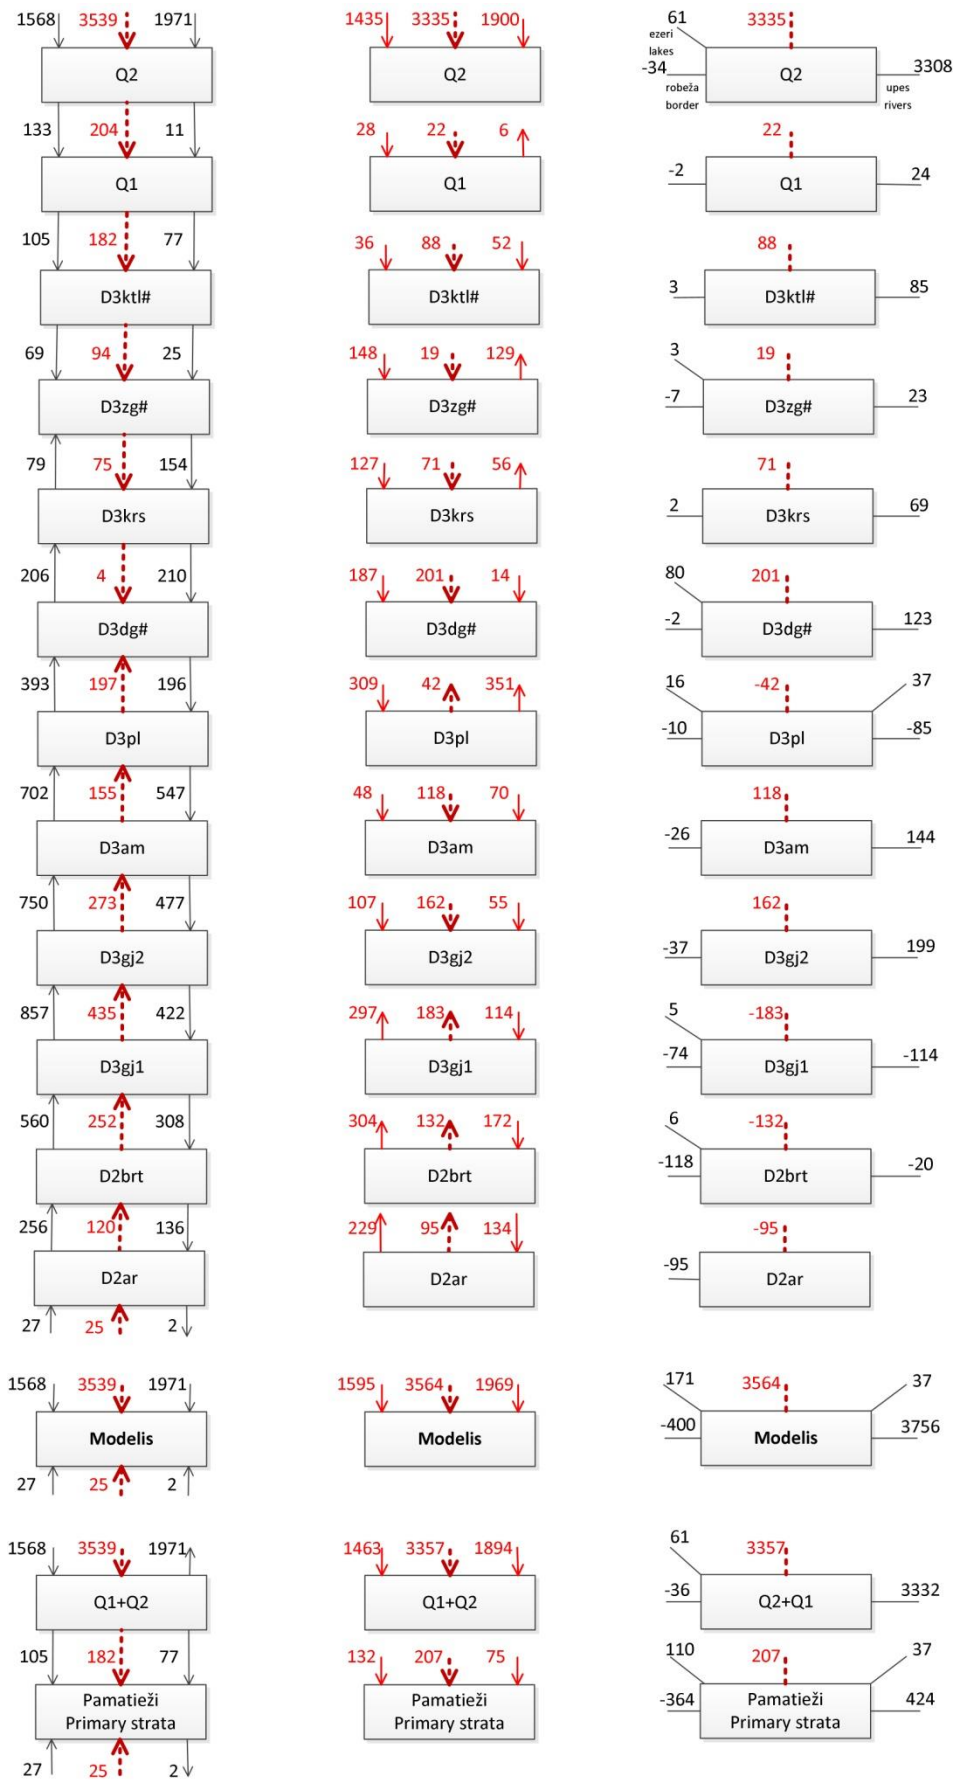 1568 3539 1971 1435 3335 1900 61 3335
ezeri
lakes
Q2 Q2 -34 Q2 3308
robeža upes
border rivers
133 204 11 28 22 6 22
Q1 Q1 -2 Q1 24
105 182 77 36 88 52 88
D3ktl# D3ktl# 3 D3ktl# 85
69 94 25 148 19 129 3 19
D3zg# D3zg# -7 D3zg# 23
79 75 154 127 71 56 71
D3krs D3krs 2 D3krs 69
206 4 210 187 201 14 80 201
D3dg# D3dg# -2 D3dg# 123
393 197 196 309 42 351 16 -42 37
D3pl D3pl -10 D3pl -85
702 155 547 48 118 70 118
D3am D3am -26 D3am 144
750 273 477 107 162 55 162
D3gj2 D3gj2 -37 D3gj2 199
857 435 422 297 183 114 5 -183
D3gj1 D3gj1 -74 D3gj1 -114
560 252 308 304 132 172 6 -132
D2brt D2brt -118 D2brt -20
256 120 136 229 95 134 -95
D2ar D2ar -95 D2ar
27 25 2
1568 3539 1971 1595 3564 1969 171 3564 37
Modelis Modelis -400 Modelis 3756
27 25 2
1568 3539 1971 1463 3357 1894 61 3357
Q1+Q2 Q1+Q2 -36 Q2+Q1 3332
105 182 77 132 207 75 110 207 37
Pamatieži Pamatieži -364 Pamatieži 424
Primary strata Primary strata Primary strata
27 25 2